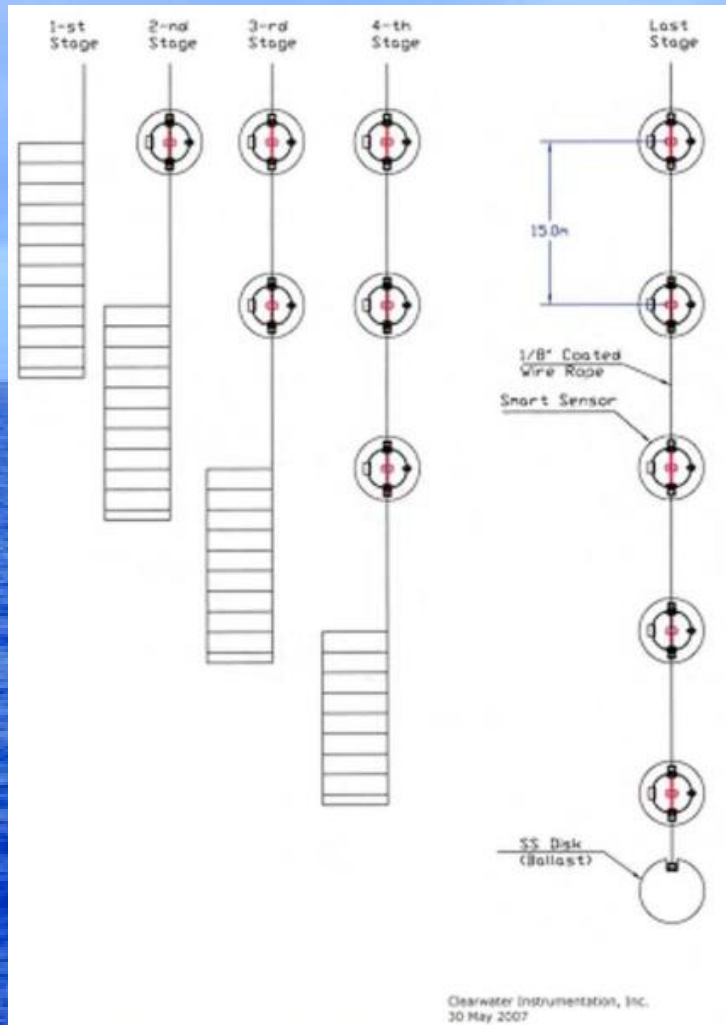 1-st
Stage
2-nd
Stage
3-rd
Stage
4-th
Stage
Last
Stage
15.0m
1/8" Coated
Wire Rope
Smart Sensor
SS Disk
(Ballast)
Clearwater Instrumentation, Inc.
30 May 2007